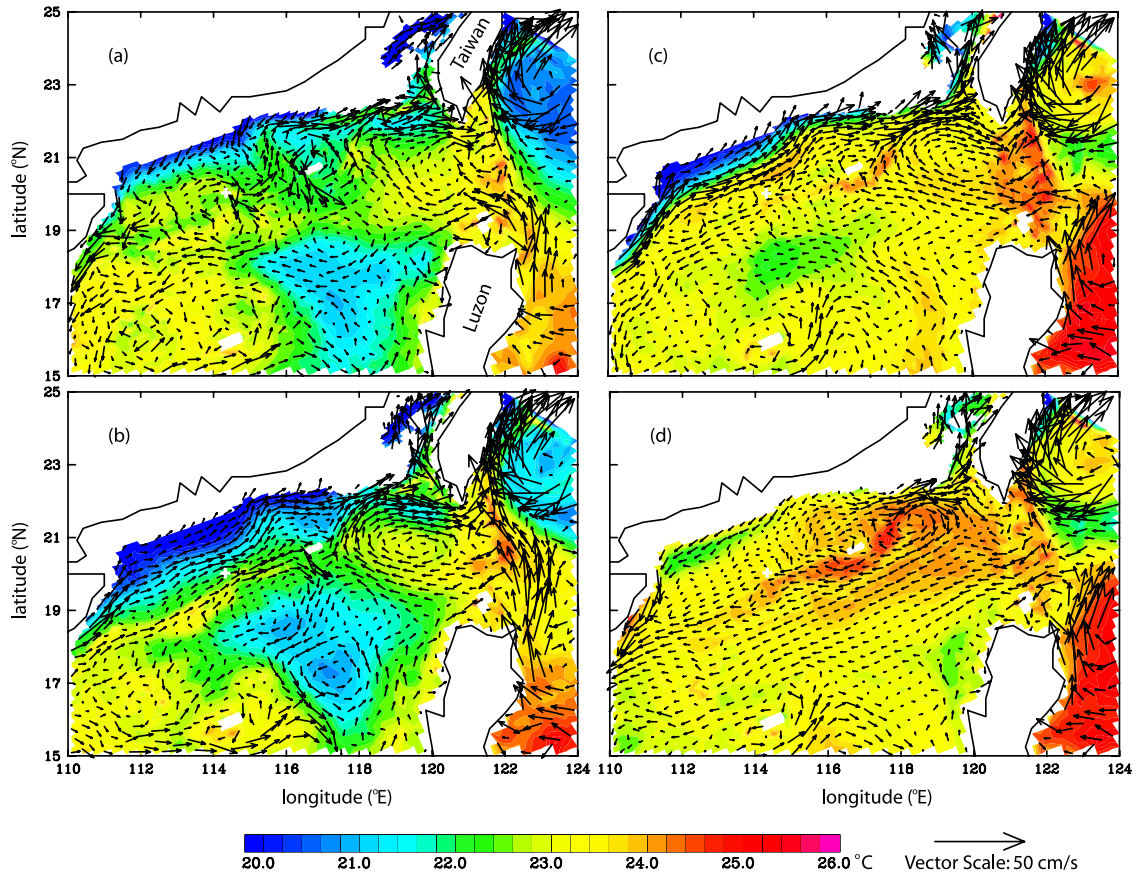 25
(a)
Taiwan
(c)
23
latitude (°N)
21
19
17
Luzon
15
25
(b)
(d)
23
latitude (°N)
21
19
17
15
110 112 114 116 118 120 122 124 110 112 114 116 118 120 122 124
longitude (°E) longitude (°E)
20.0 21.0 22.0 23.0 24.0 25.0 26.0 °C
Vector Scale: 50 cm/s